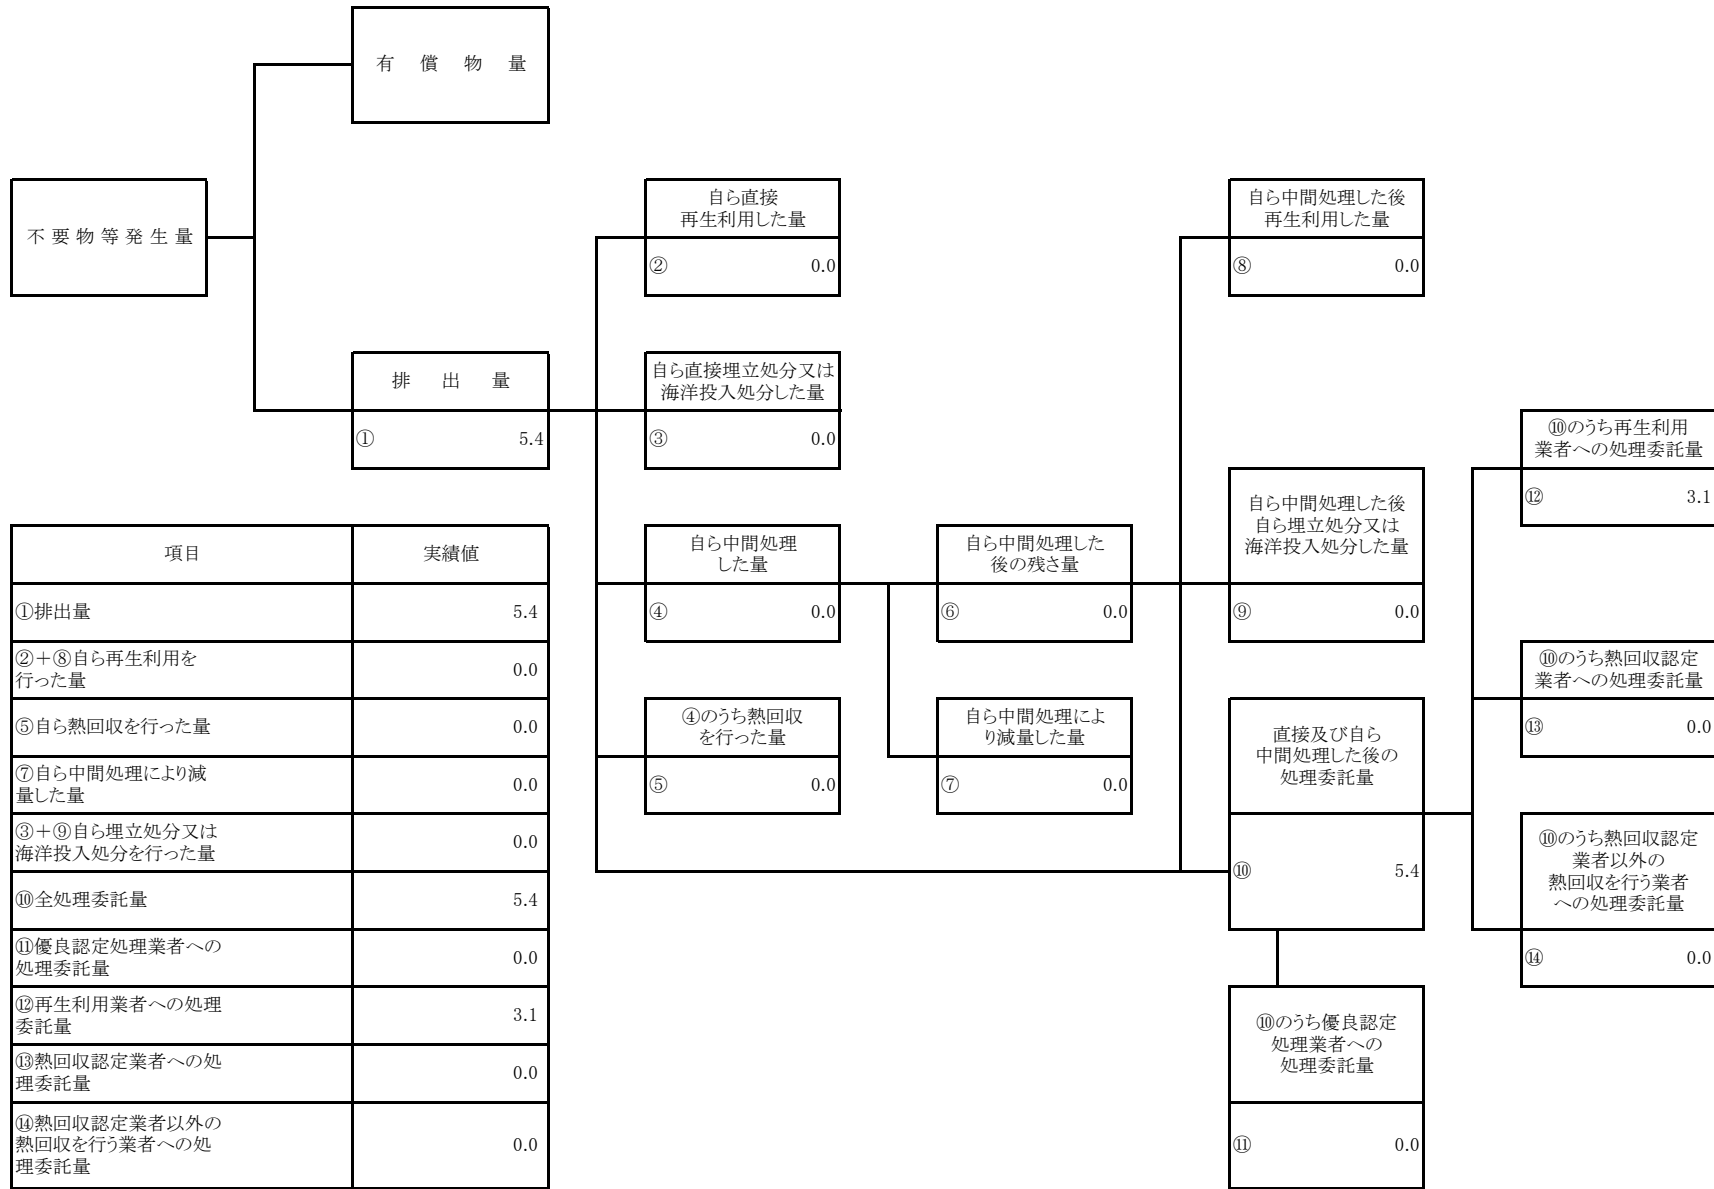 有 償 物 量
不 要 物 等 発 生 量
自ら直接
再生利用した量
② 0.0
自ら中間処理した後
再生利用した量
⑧ 0.0
排 出 量
① 5.4
自ら直接埋立処分又は
海洋投入処分した量
③ 0.0
⑩のうち再生利用
業者への処理委託量
⑫ 3.1
自ら中間処理した後
自ら埋立処分又は
海洋投入処分した量
⑨ 0.0
自ら中間処理
した量
④ 0.0
自ら中間処理した
後の残さ量
⑥ 0.0
⑩のうち熱回収認定
業者への処理委託量
⑬ 0.0
④のうち熱回収
を行った量
⑤ 0.0
自ら中間処理によ
り減量した量
⑦ 0.0
直接及び自ら
中間処理した後の
処理委託量
⑩ 5.4
⑩のうち熱回収認定
業者以外の
熱回収を行う業者
への処理委託量
⑭ 0.0
⑩のうち優良認定
処理業者への
処理委託量
⑪ 0.0
項目 実績値
①排出量 5.4
②＋⑧自ら再生利用を
行った量 0.0
⑤自ら熱回収を行った量 0.0
⑦自ら中間処理により減
量した量 0.0
③＋⑨自ら埋立処分又は
海洋投入処分を行った量 0.0
⑩全処理委託量 5.4
⑪優良認定処理業者への
処理委託量 0.0
⑫再生利用業者への処理
委託量 3.1
⑬熱回収認定業者への処
理委託量 0.0
⑭熱回収認定業者以外の
熱回収を行う業者への処
理委託量 0.0